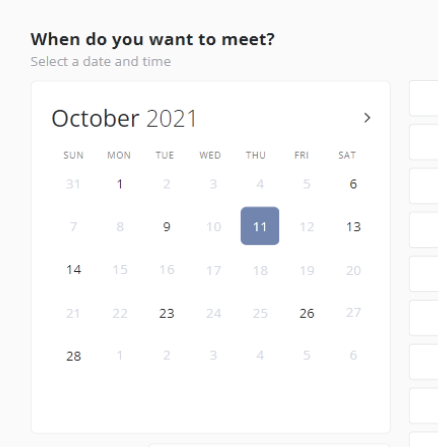 When do you want to meet?
Select a date and time
October 2021 >
SUN MON TUE WED THU FRI SAT
31 1 2 3 4 5 6
7 8 9 10 11 12 13
14 15 16 17 18 19 20
21 22 23 24 25 26 27
28 1 2 3 4 5 6